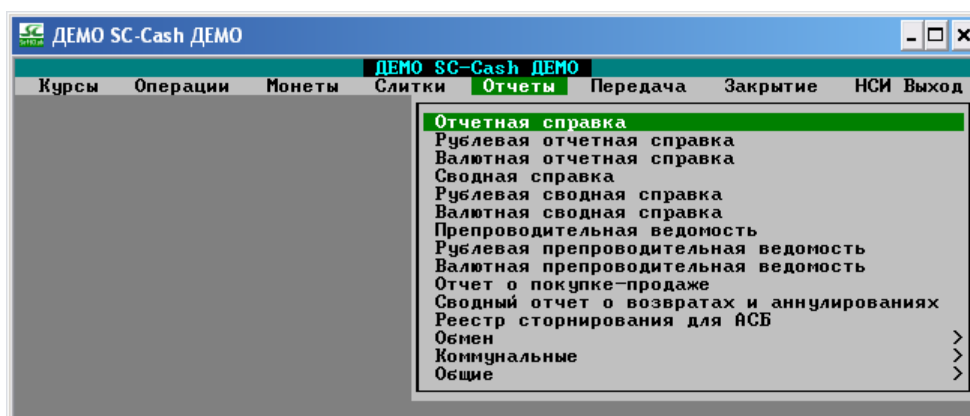 ДЕМО SC-Cash ДЕМО
ДЕМО SC-Cash ДЕМО
Курсы Операции Монеты Слитки Отчеты Передача Закрытие НСИ Выход
Отчетная справка
Рублевая отчетная справка
Валютная отчетная справка
Сводная справка
Рублевая сводная справка
Валютная сводная справка
Препроводительная ведомость
Рублевая препроводительная ведомость
Валютная препроводительная ведомость
Отчет о покупке-продаже
Сводный отчет о возвратах и аннулированиях
Реестр сторнирования для АСБ
Обмен >
Коммунальные >
Общие >